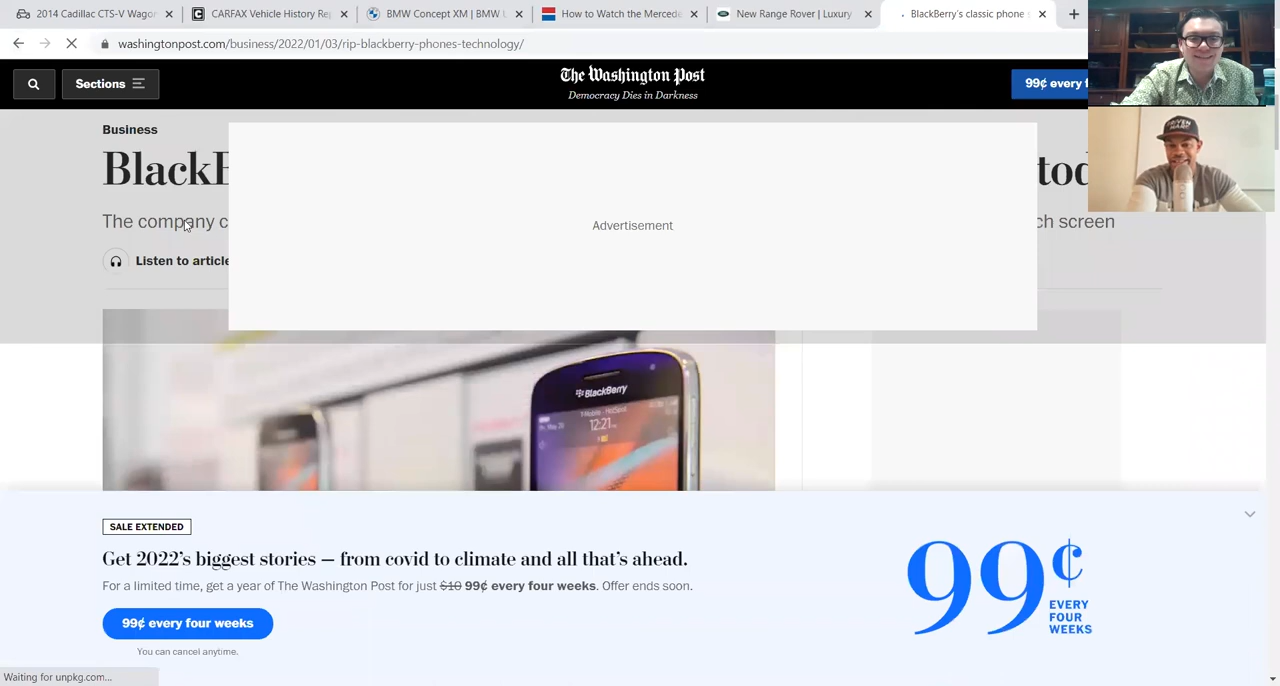 2014 Cadillac CTS-V Wagon
CARFAX Vehicle History Re
BMW Concept XM | BMW
How to Watch the Mercede
New Range Rover | Luxury
BlackBerry's classic phone
washingtonpost.com/business/2022/01/03/rip-blackberry-phones-technology/
Sections
The Washington Post
Democracy Dies in Darkness
99¢ every f
Business
BlackB
tod
The company c
ch screen
Advertisement
Listen to article
BlackBerry
T-Mobile - HotSpot
12:21
SALE EXTENDED
Get 2022's biggest stories — from covid to climate and all that's ahead.
For a limited time, get a year of The Washington Post for just $10 99¢ every four weeks. Offer ends soon.
99¢ every four weeks
You can cancel anytime.
99¢
EVERY
FOUR
WEEKS
Waiting for unpkg.com...